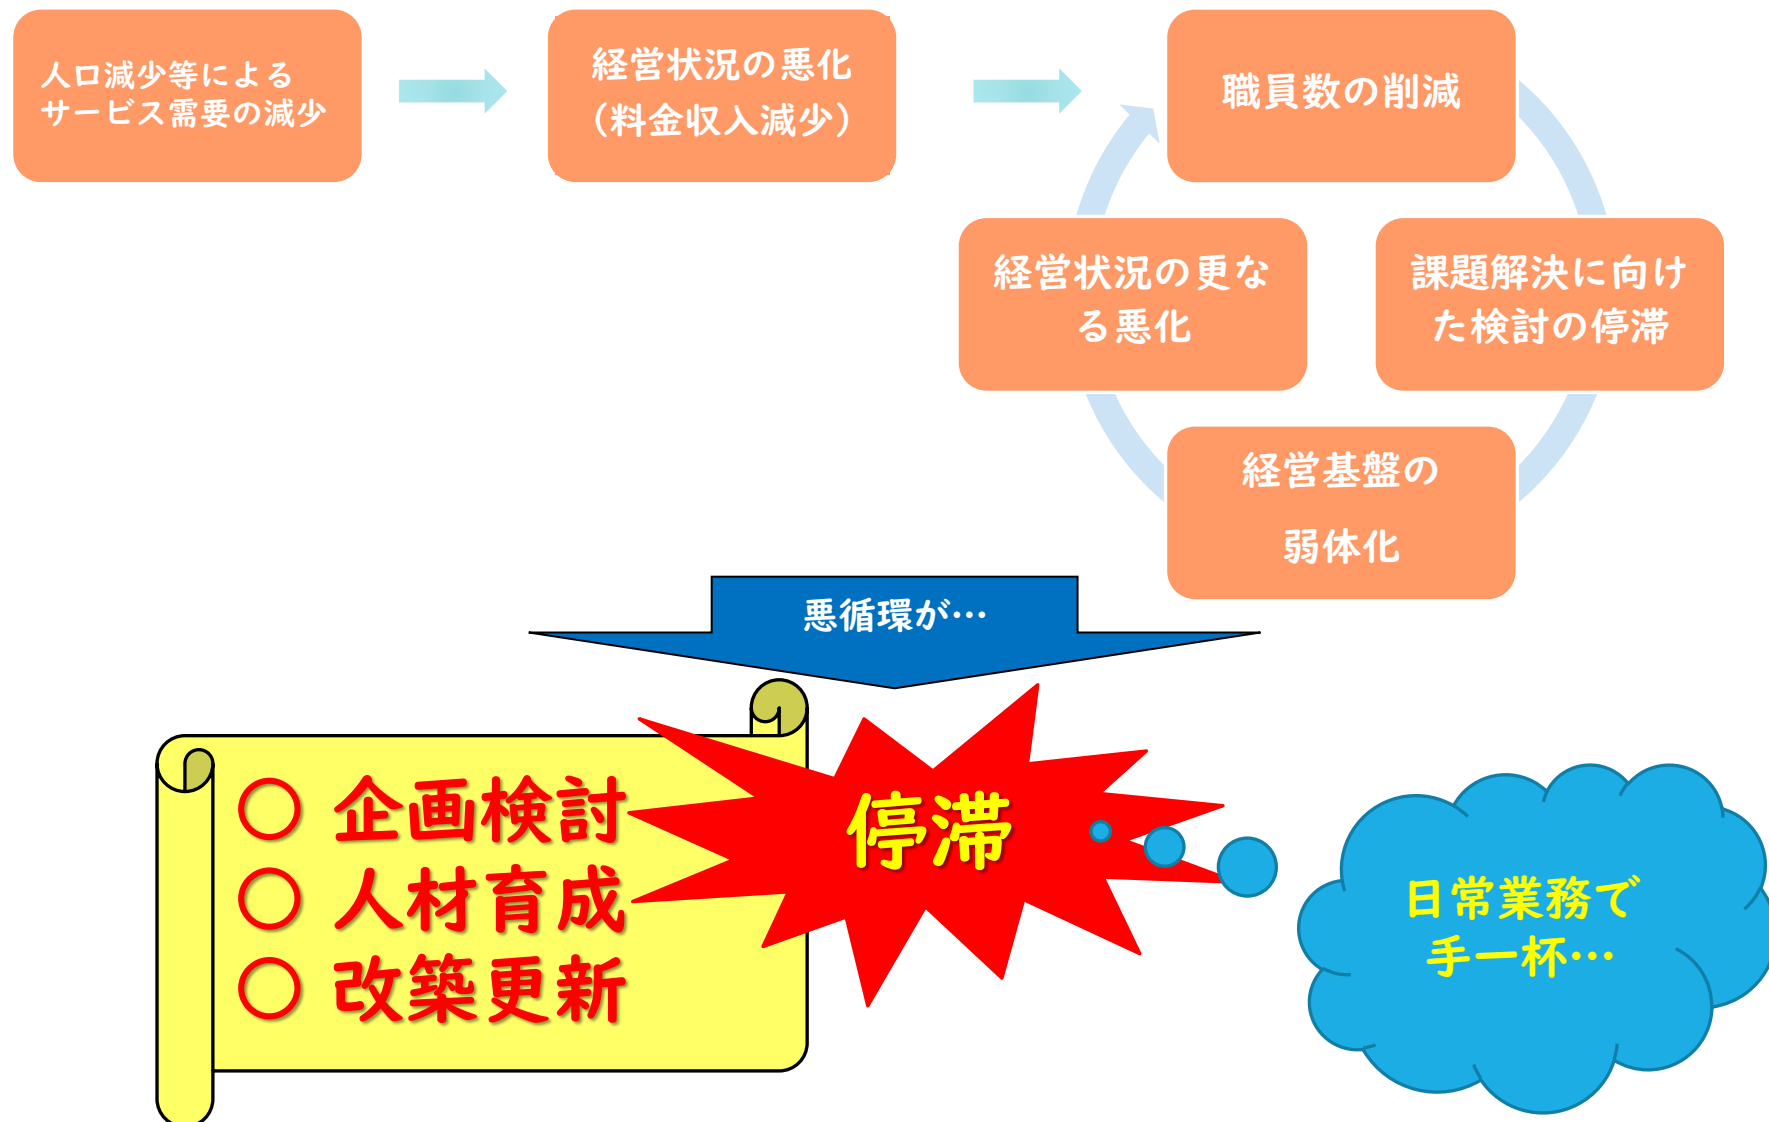 人口減少等による
サービス需要の減少
経営状況の悪化
（料金収入減少）
職員数の削減
経営状況の更な
る悪化
課題解決に向け
た検討の停滞
経営基盤の
弱体化
悪循環が…
○ 企画検討
○ 人材育成
○ 改築更新
停滞
日常業務で
手一杯…